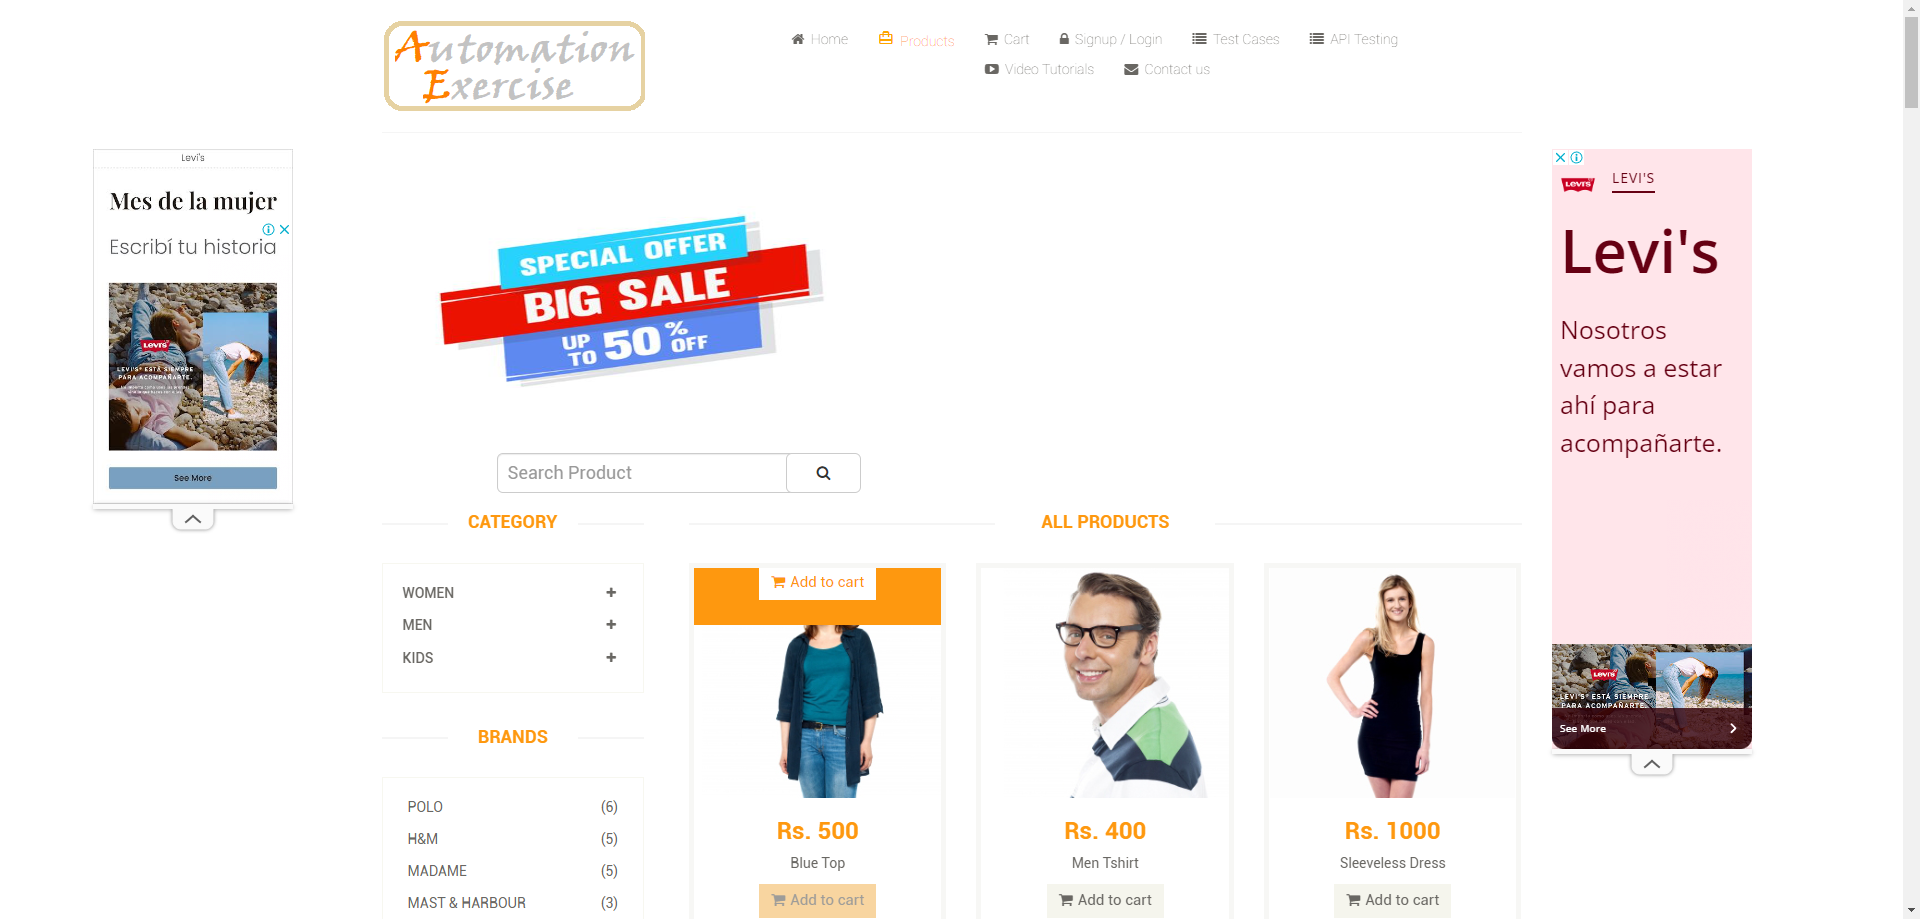 Automation
Exercise
Home
Products
Cart
Signup / Login
Test Cases
API Testing
Video Tutorials
Contact us
Levi's
Mes de la mujer
Escribí tu historia
LEVI'S
LEVI'S® ESTÁ SIEMPRE
PARA ACOMPAÑARTE.
See More
SPECIAL OFFER
BIG SALE
UP TO 50% OFF
Search Product
CATEGORY
WOMEN
MEN
KIDS
BRANDS
POLO (6)
H&M (5)
MADAME (5)
MAST & HARBOUR (3)
ALL PRODUCTS
Add to cart
Rs. 500
Blue Top
Add to cart
Rs. 400
Men Tshirt
Add to cart
Rs. 1000
Sleeveless Dress
Add to cart
LEVI'S
LEVI'S
Levi's
Nosotros
vamos a estar
ahí para
acompañarte.
LEVI'S
LEVI'S® ESTÁ SIEMPRE
PARA ACOMPAÑARTE.
See More